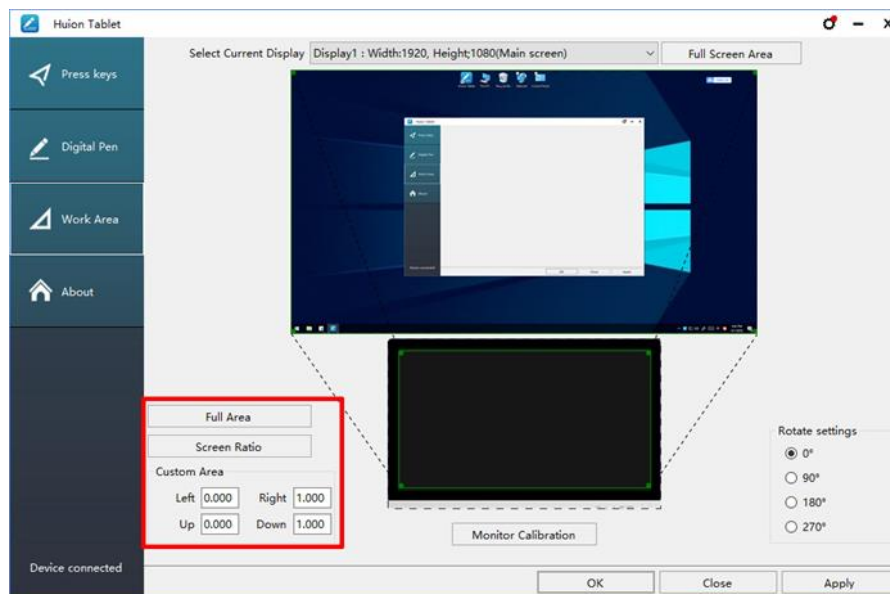 Huion Tablet
Select Current Display Display1 : Width:1920, Height;1080(Main screen) Full Screen Area
Press keys
Digital Pen
Work Area
About
Full Area
Screen Ratio
Custom Area
Left 0.000 Right 1.000
Up 0.000 Down 1.000
Monitor Calibration
Rotate settings
0°
90°
180°
270°
Device connected
OK Close Apply